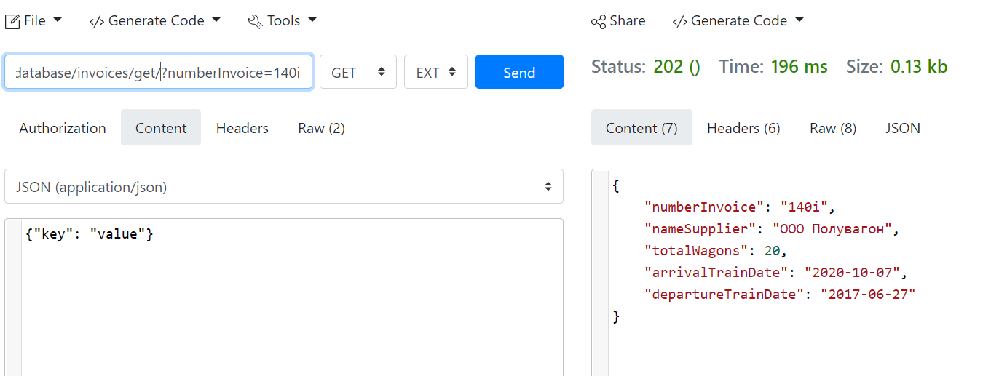 File </> Generate Code Tools
Share </> Generate Code
database/invoices/get/?numberInvoice=140i GET EXT Send
Status: 202 () Time: 196 ms Size: 0.13 kb
Authorization Content Headers Raw (2)
Content (7) Headers (6) Raw (8) JSON
JSON (application/json)
{"key": "value"}
{
"numberInvoice": "140i",
"nameSupplier": "ООО Полувагон",
"totalWagons": 20,
"arrivalTrainDate": "2020-10-07",
"departureTrainDate": "2017-06-27"
}